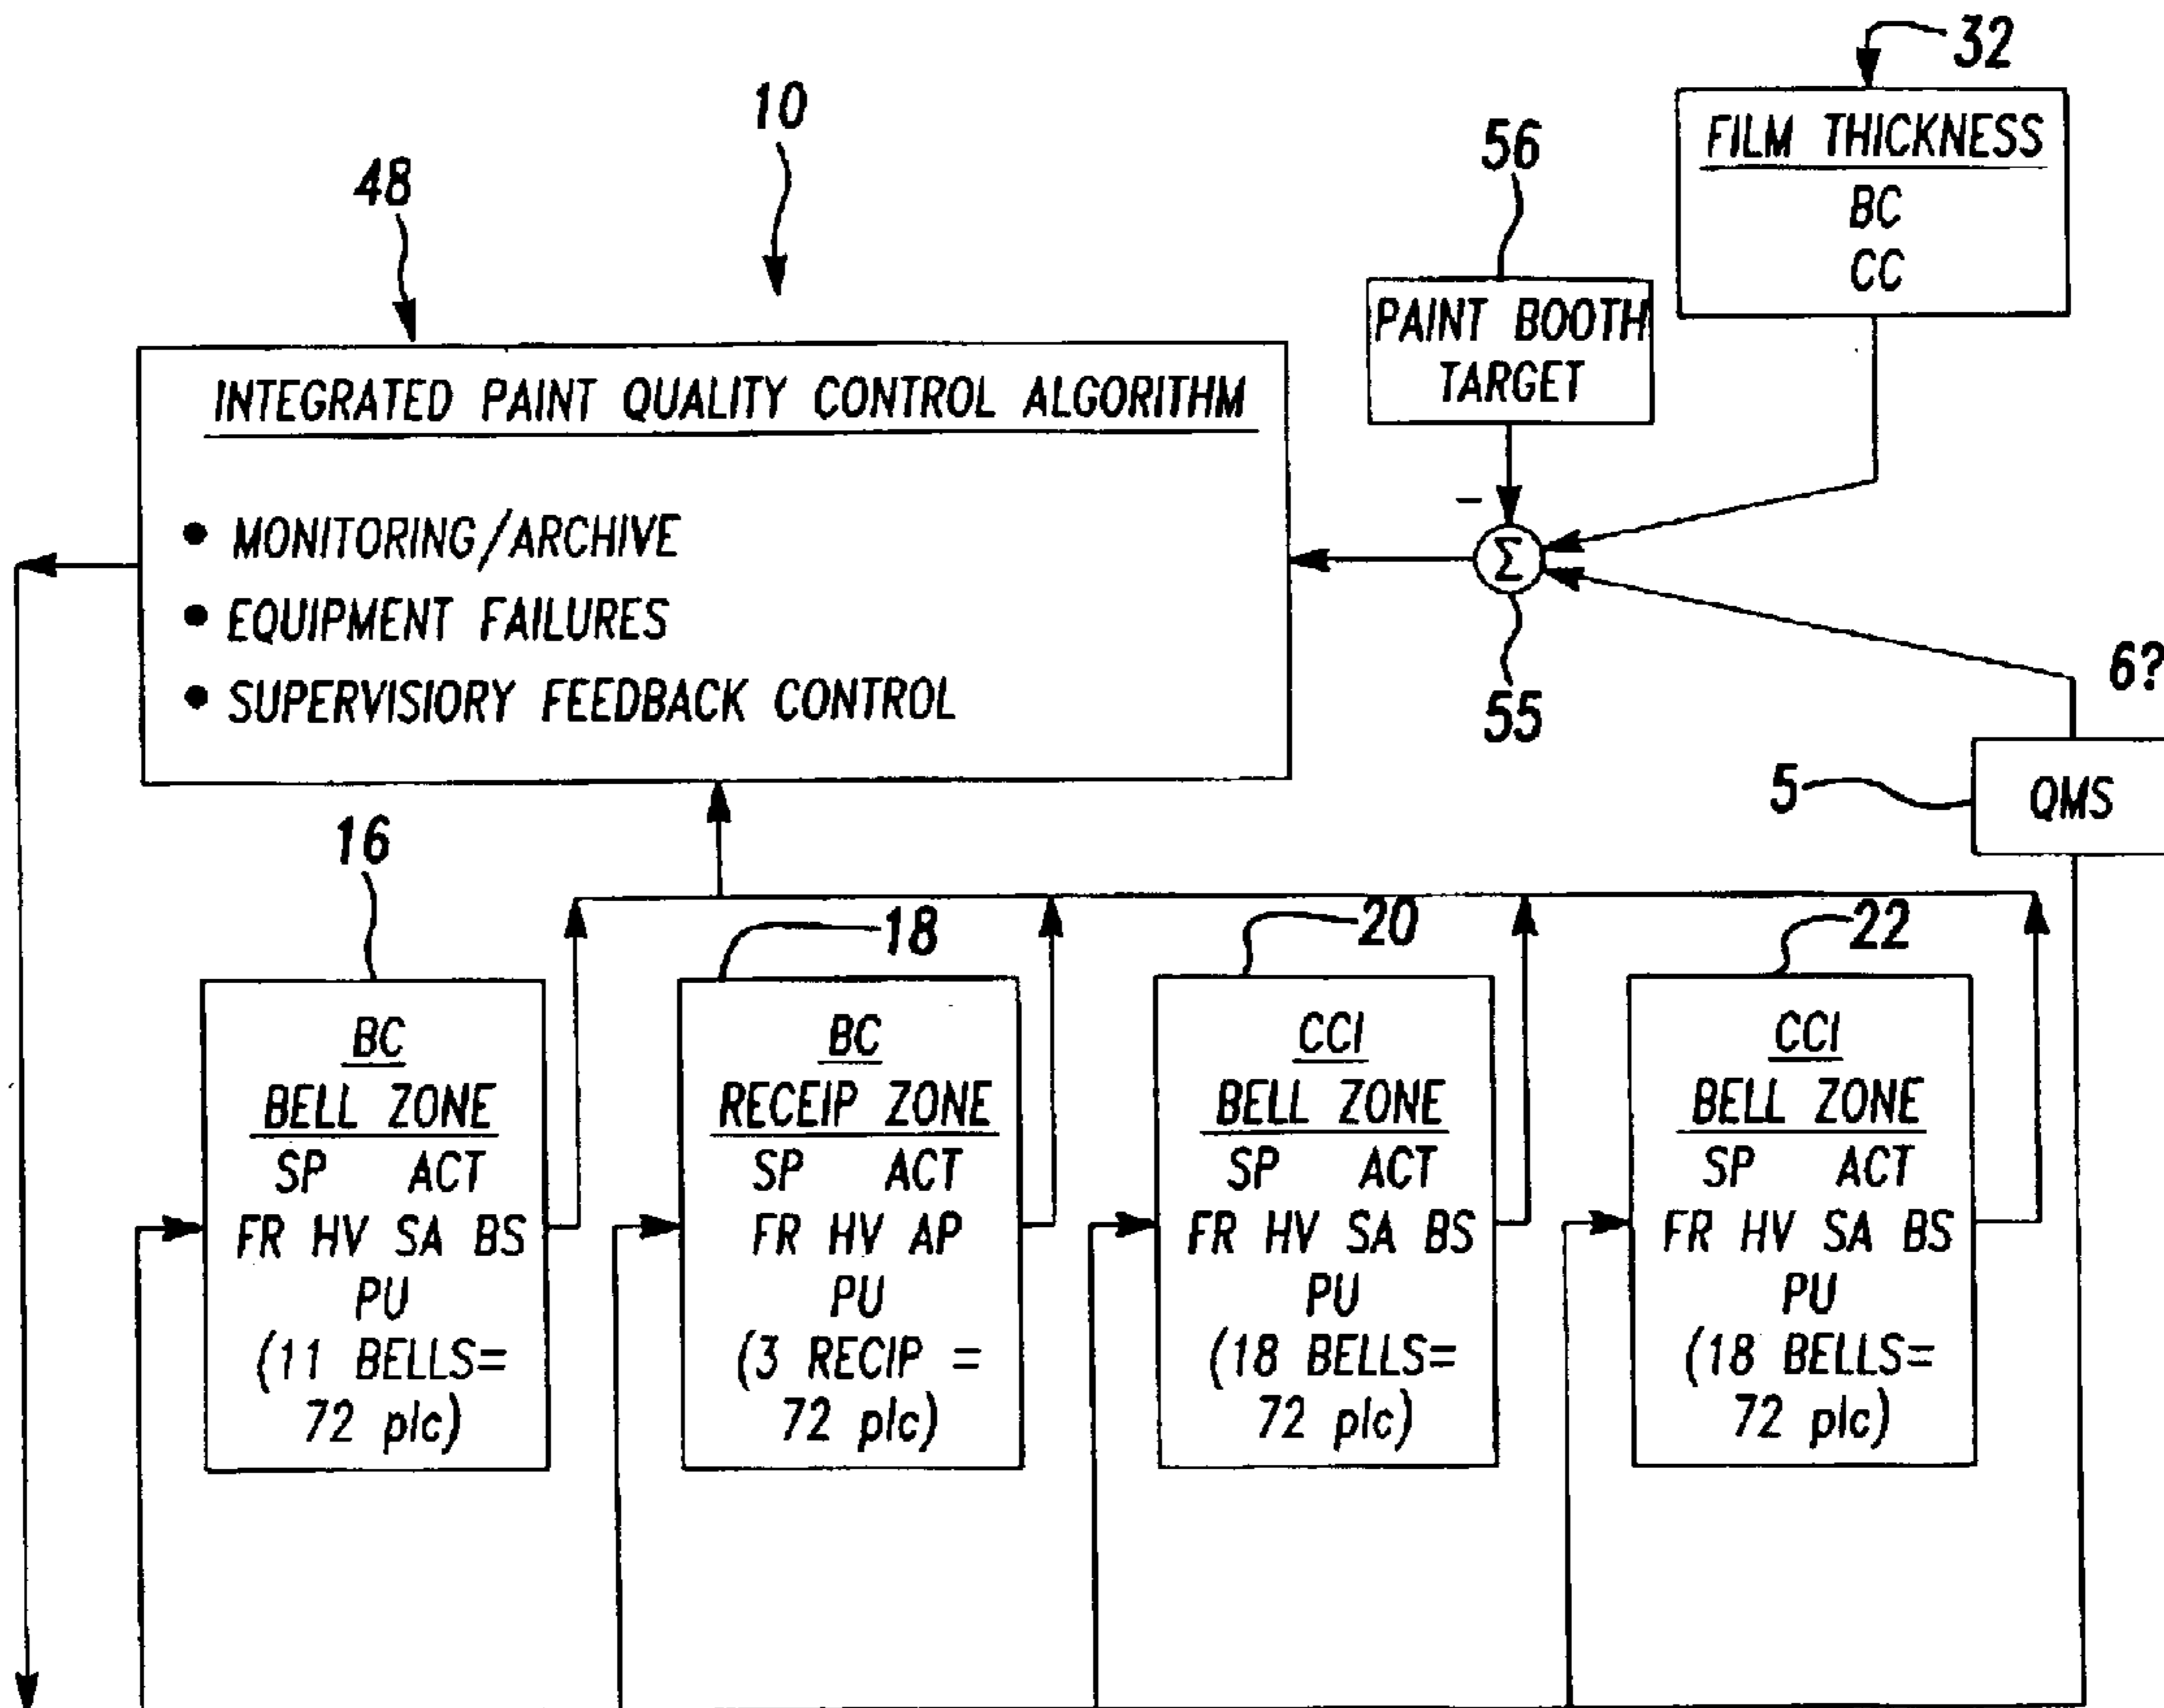 32
10
56
48
FILM THICKNESS
BC
CC
PAINT BOOTH
TARGET
INTEGRATED PAINT QUALITY CONTROL ALGORITHM
−
• MONITORING/ARCHIVE
• EQUIPMENT FAILURES
• SUPERVISIORY FEEDBACK CONTROL
Σ
55
6?
5
QMS
16
18
20
22
BC
BELL ZONE
SP ACT
FR HV SA BS
PU
(11 BELLS=
72 plc)
BC
RECEIP ZONE
SP ACT
FR HV AP
PU
(3 RECIP =
72 plc)
CCI
BELL ZONE
SP ACT
FR HV SA BS
PU
(18 BELLS=
72 plc)
CCI
BELL ZONE
SP ACT
FR HV SA BS
PU
(18 BELLS=
72 plc)